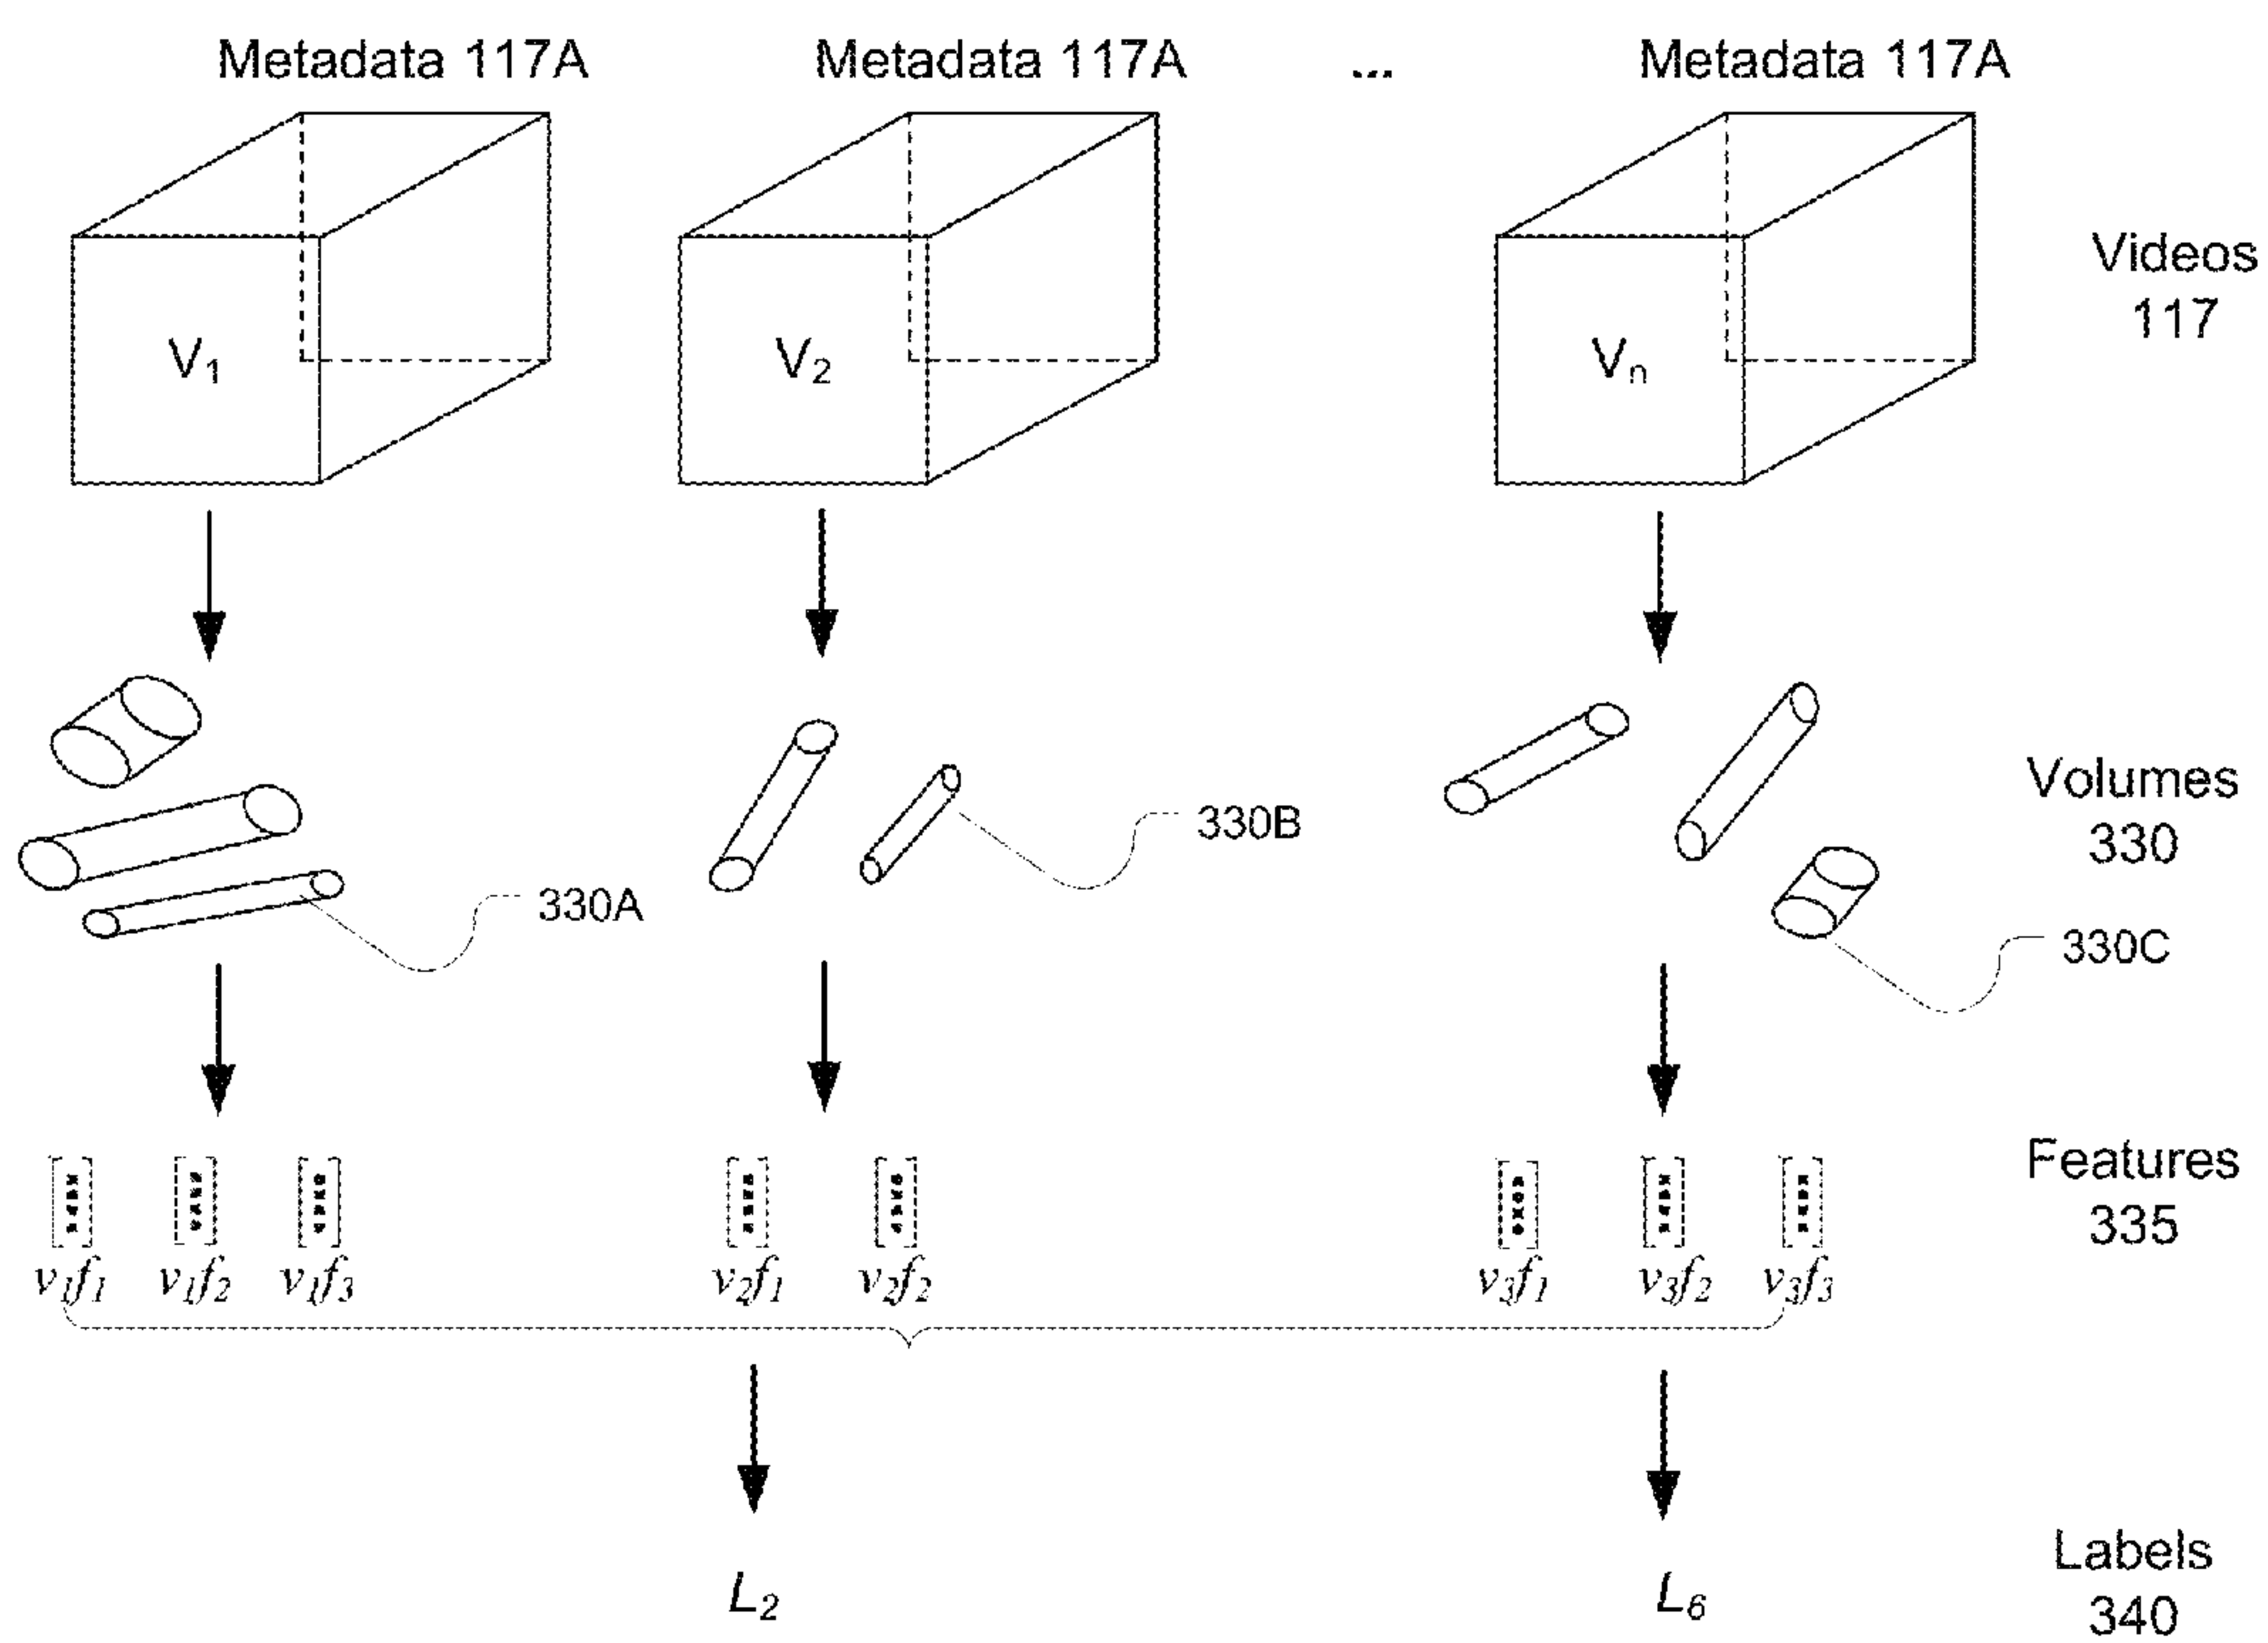 Metadata 117A Metadata 117A ... Metadata 117A
Videos
117
V1 V2 Vn
Volumes
330
330A
330B
330C
Features
335
v1f1 v1f2 v1f3 v2f1 v2f2 v3f1 v3f2 v3f3
Labels
340
L2 L6